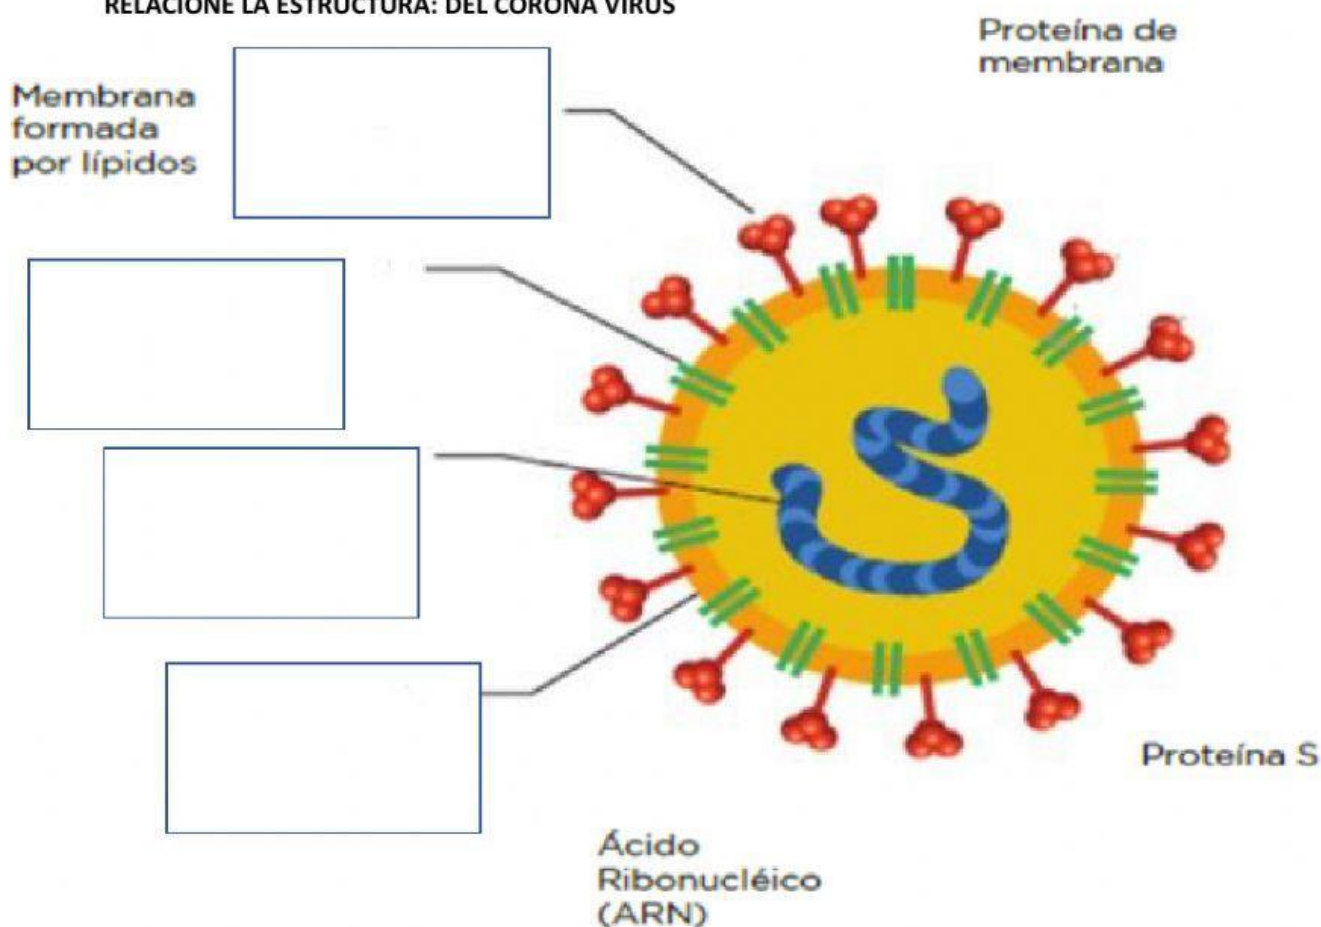 RELACIONE LA ESTRUCTURA: DEL CORONA VIRUS
Proteína de
membrana
Membrana
formada
por lípidos
Proteína S
Ácido
Ribonucléico
(ARN)